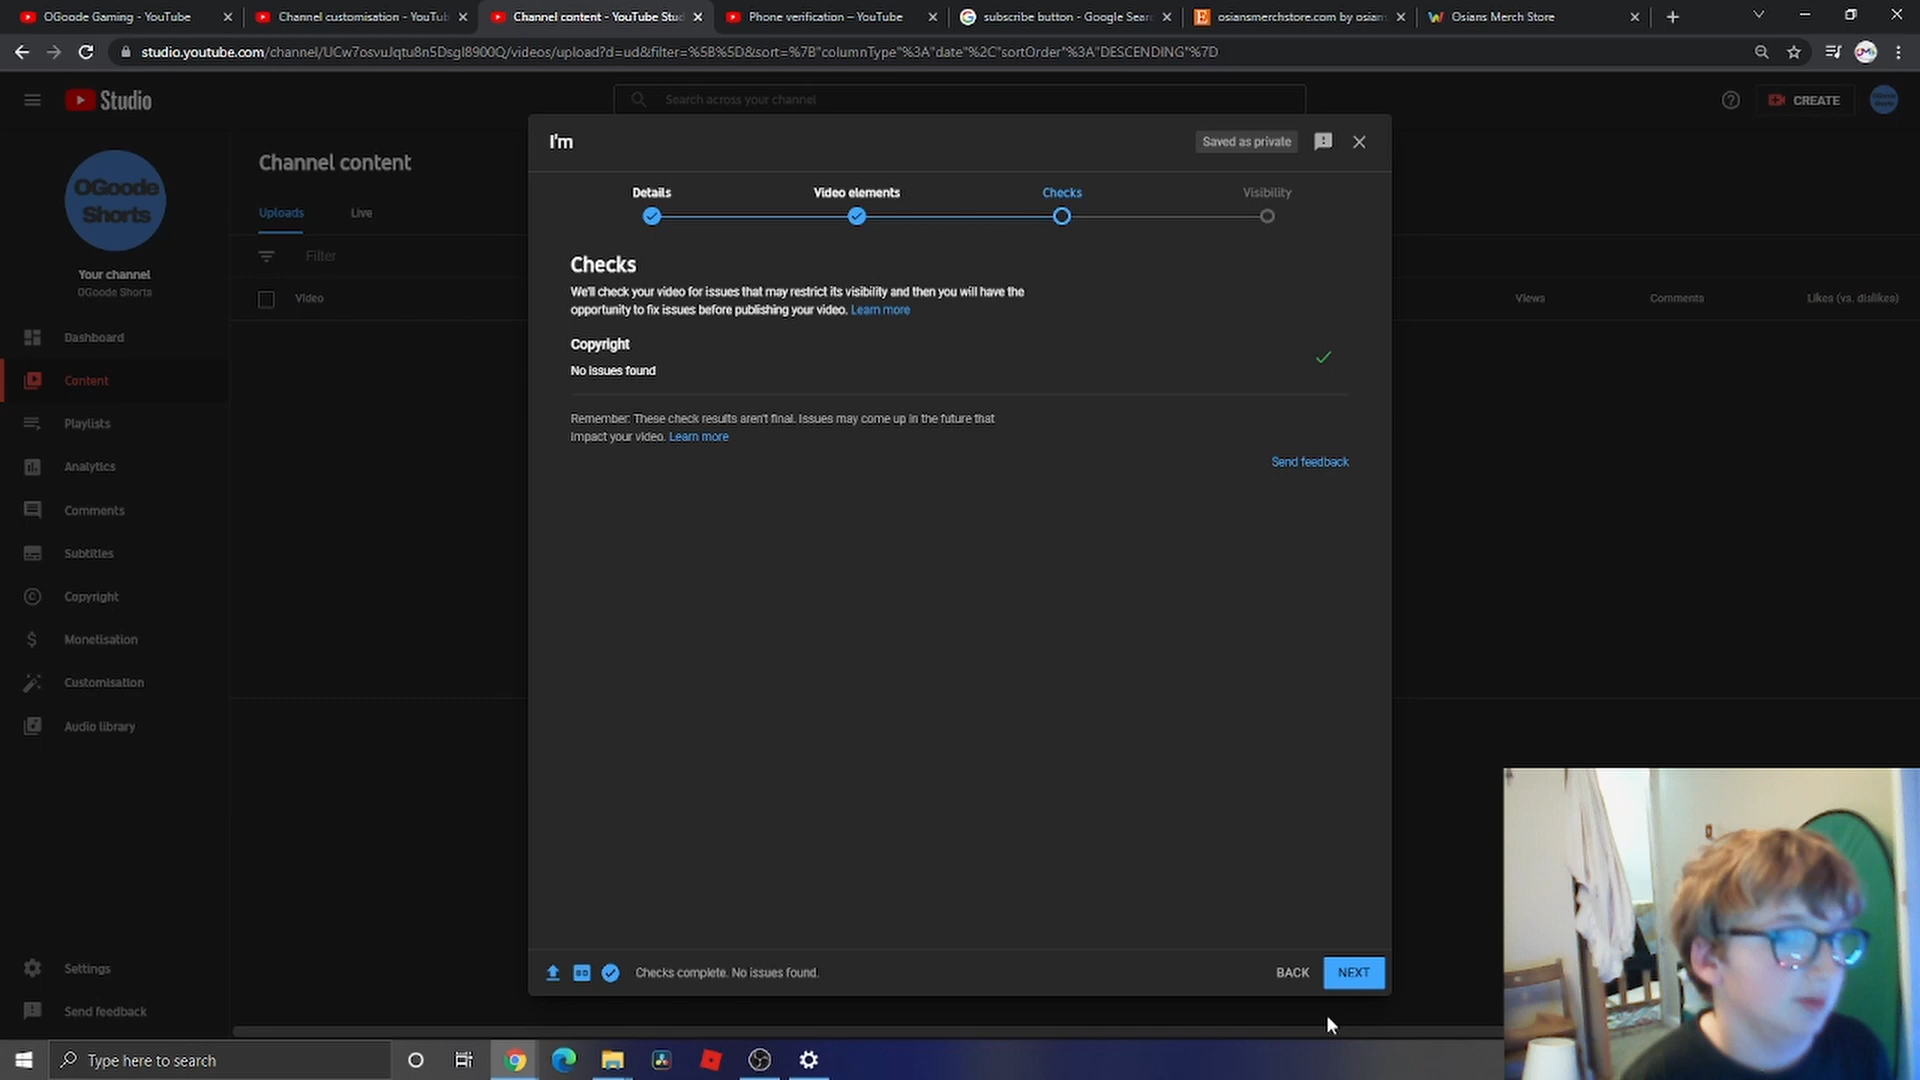 OGoode Gaming - YouTube
Channel customisation - YouTub
Channel content - YouTube Stud
Phone verification – YouTube
subscribe button - Google Searc
osiansmerchstore.com by osian
Osians Merch Store
studio.youtube.com/channel/UCw7osvuJqtu8n5Dsgl8900Q/videos/upload?d=ud&filter=%5B%5D&sort=%7B"columnType"%3A"date"%2C"sortOrder"%3A"DESCENDING"%7D
Studio
Search across your channel
CREATE
I'm
Saved as private
Details
Video elements
Checks
Visibility
OGoode
Shorts
Your channel
OGoode Shorts
Dashboard
Content
Playlists
Analytics
Comments
Subtitles
Copyright
Monetisation
Customisation
Audio library
Settings
Send feedback
Channel content
Uploads
Live
Filter
Video
Views
Comments
Likes (vs. dislikes)
Checks
We'll check your video for issues that may restrict its visibility and then you will have the
opportunity to fix issues before publishing your video. Learn more
Copyright
No issues found
Remember: These check results aren't final. Issues may come up in the future that
impact your video. Learn more
Send feedback
Checks complete. No issues found.
BACK
NEXT
Type here to search